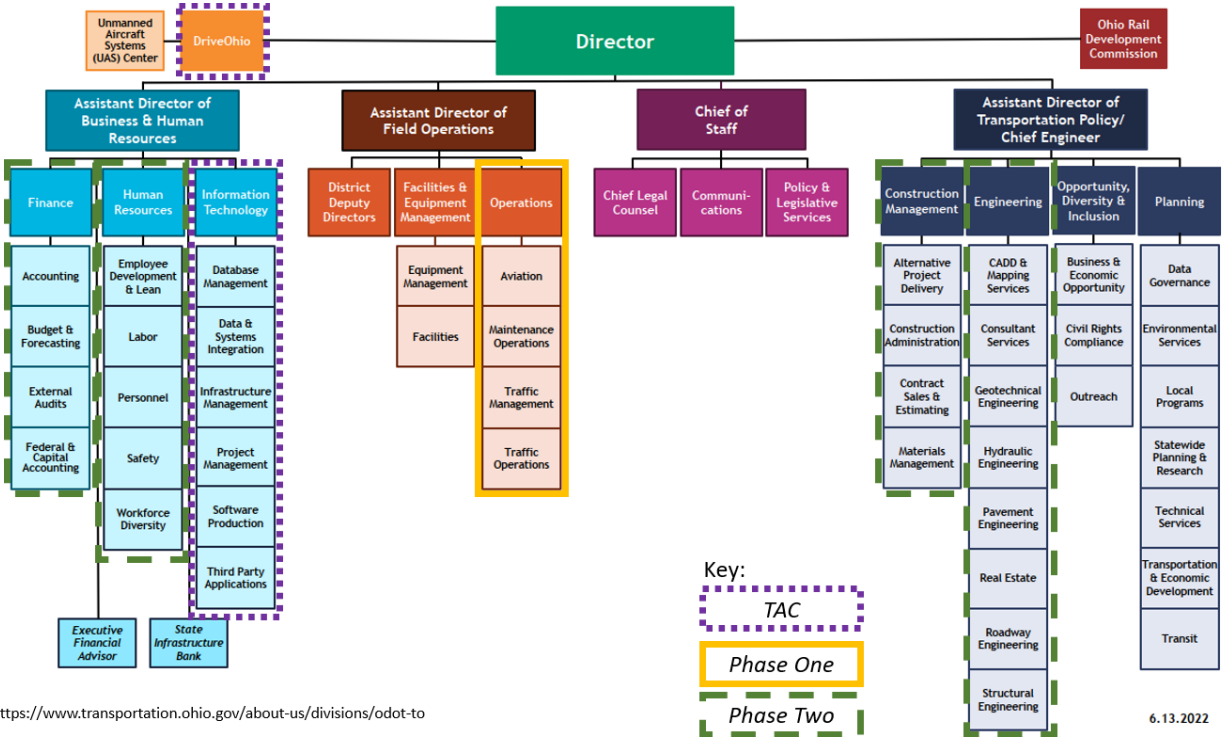 Unmanned
Aircraft
Systems
(UAS) Center
DriveOhio
Director
Ohio Rail
Development
Commission
Assistant Director of
Business & Human
Resources
Assistant Director of
Field Operations
Chief of
Staff
Assistant Director of
Transportation Policy/
Chief Engineer
Finance
Human
Resources
Information
Technology
District
Deputy
Directors
Facilities &
Equipment
Management
Operations
Chief Legal
Counsel
Communi-
cations
Policy &
Legislative
Services
Construction
Management
Engineering
Opportunity,
Diversity &
Inclusion
Planning
Accounting
Budget &
Forecasting
External
Audits
Federal &
Capital
Accounting
Employee
Development
& Lean
Labor
Personnel
Safety
Workforce
Diversity
Database
Management
Data &
Systems
Integration
Infrastructure
Management
Project
Management
Software
Production
Third Party
Applications
Equipment
Management
Facilities
Aviation
Maintenance
Operations
Traffic
Management
Traffic
Operations
Alternative
Project
Delivery
Construction
Administration
Contract
Sales &
Estimating
Materials
Management
CADD &
Mapping
Services
Consultant
Services
Geotechnical
Engineering
Hydraulic
Engineering
Pavement
Engineering
Real Estate
Roadway
Engineering
Structural
Engineering
Business &
Economic
Opportunity
Civil Rights
Compliance
Outreach
Data
Governance
Environmental
Services
Local
Programs
Statewide
Planning &
Research
Technical
Services
Transportation
& Economic
Development
Transit
Executive
Financial
Advisor
State
Infrastructure
Bank
Key:
TAC
Phase One
Phase Two
ttps://www.transportation.ohio.gov/about-us/divisions/odot-to
6.13.2022